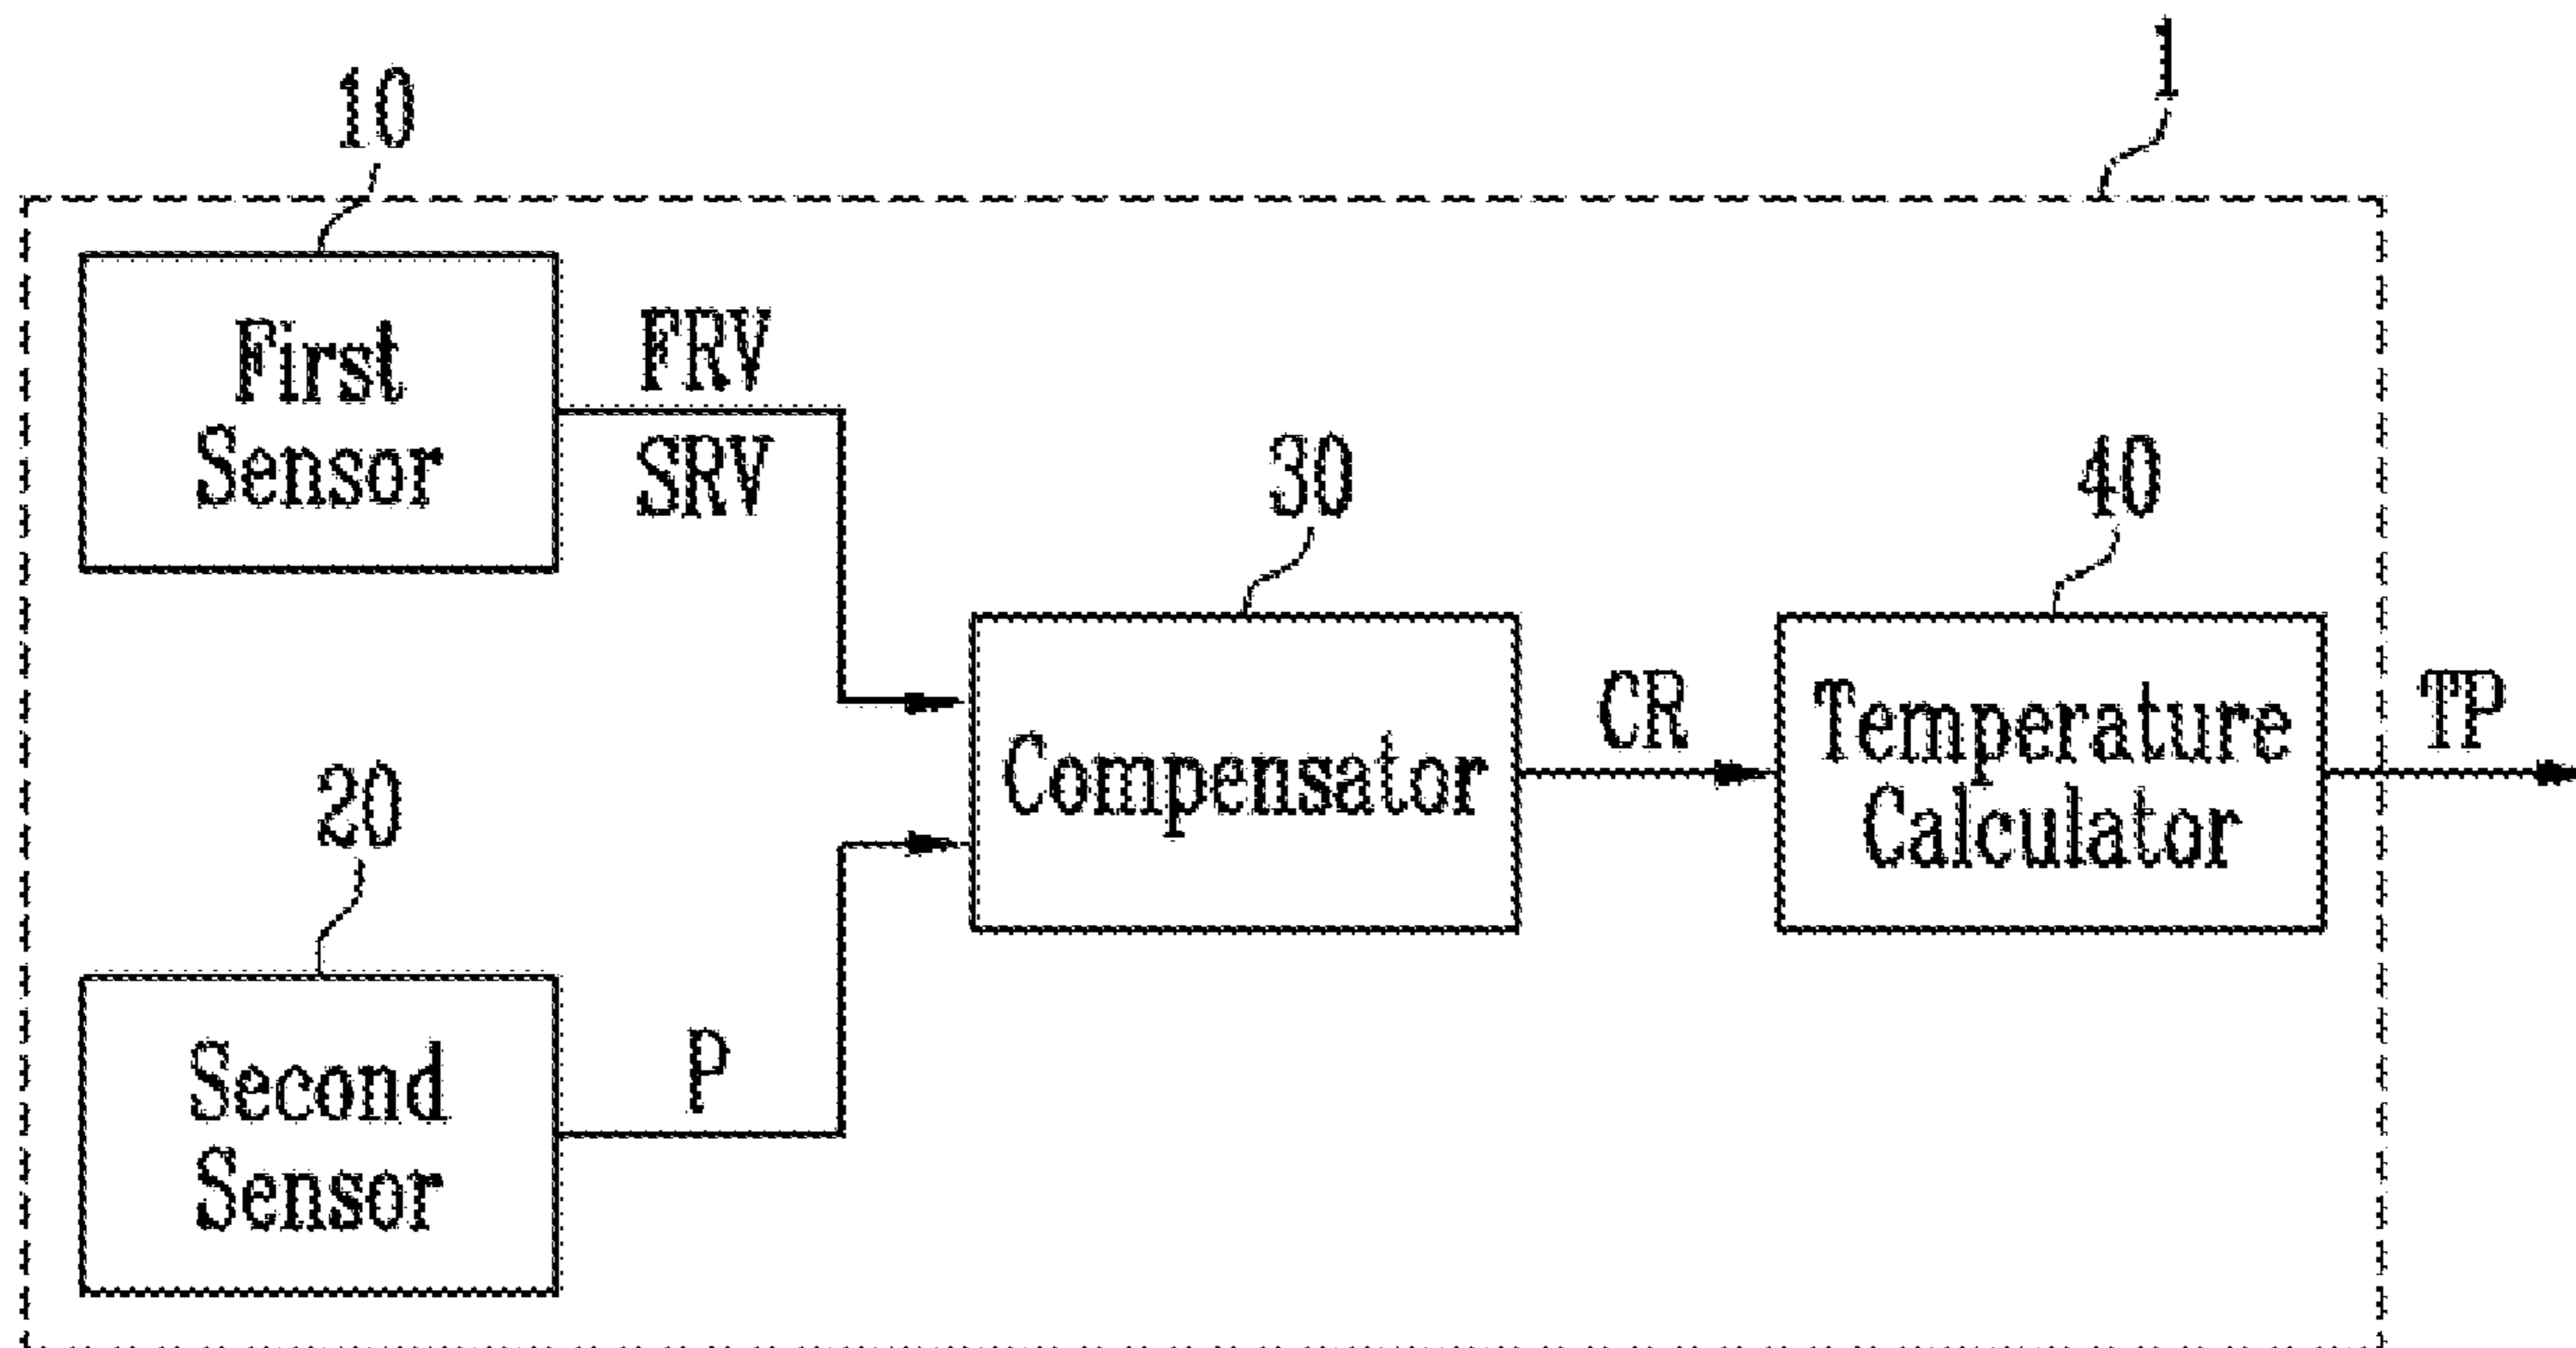 1
10
First
Sensor
FRV
SRV
30
40
Compensator
CR
Temperature
Calculator
TP
20
Second
Sensor
P